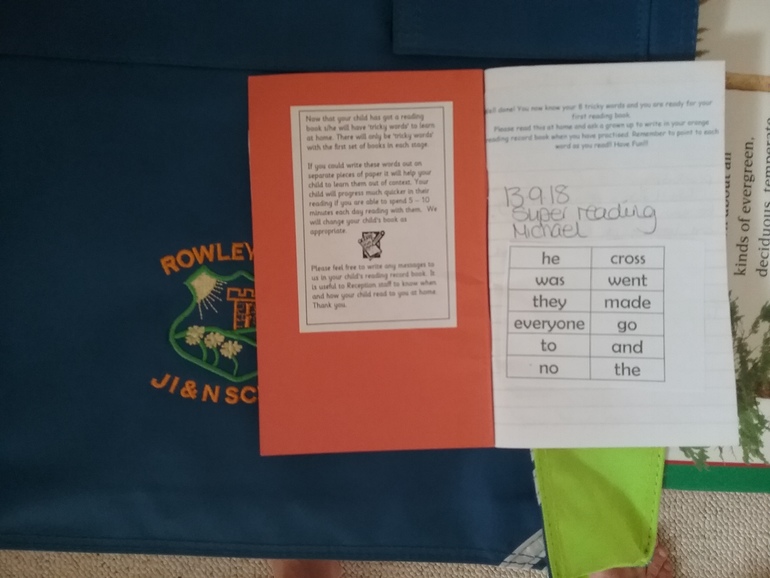 ROWLEY
JI & N SC
Now that your child has got a reading
book s/he will have 'tricky words' to learn
at home. There will only be 'tricky words'
with the first set of books in each stage.
If you could write these words out on
separate pieces of paper it will help your
child to learn them out of context. Your
child will progress much quicker in their
reading if you are able to spend 5 – 10
minutes each day reading with them. We
will change your child's book as
appropriate.
Please feel free to write any messages to
us in your child's reading record book. It
is useful to Reception staff to know when
and how your child read to you at home.
Thank you.
done! You now know your 8 tricky words and you are ready for your
first reading book.
Please read this at home and ask a grown up to write in your orange
reading record book when you have practised. Remember to point to each
word as you read!! Have Fun!!
13.9.18
Super reading
Michael
he cross
was went
they made
everyone go
to and
no the
kinds of evergreen,
deciduous, temperate